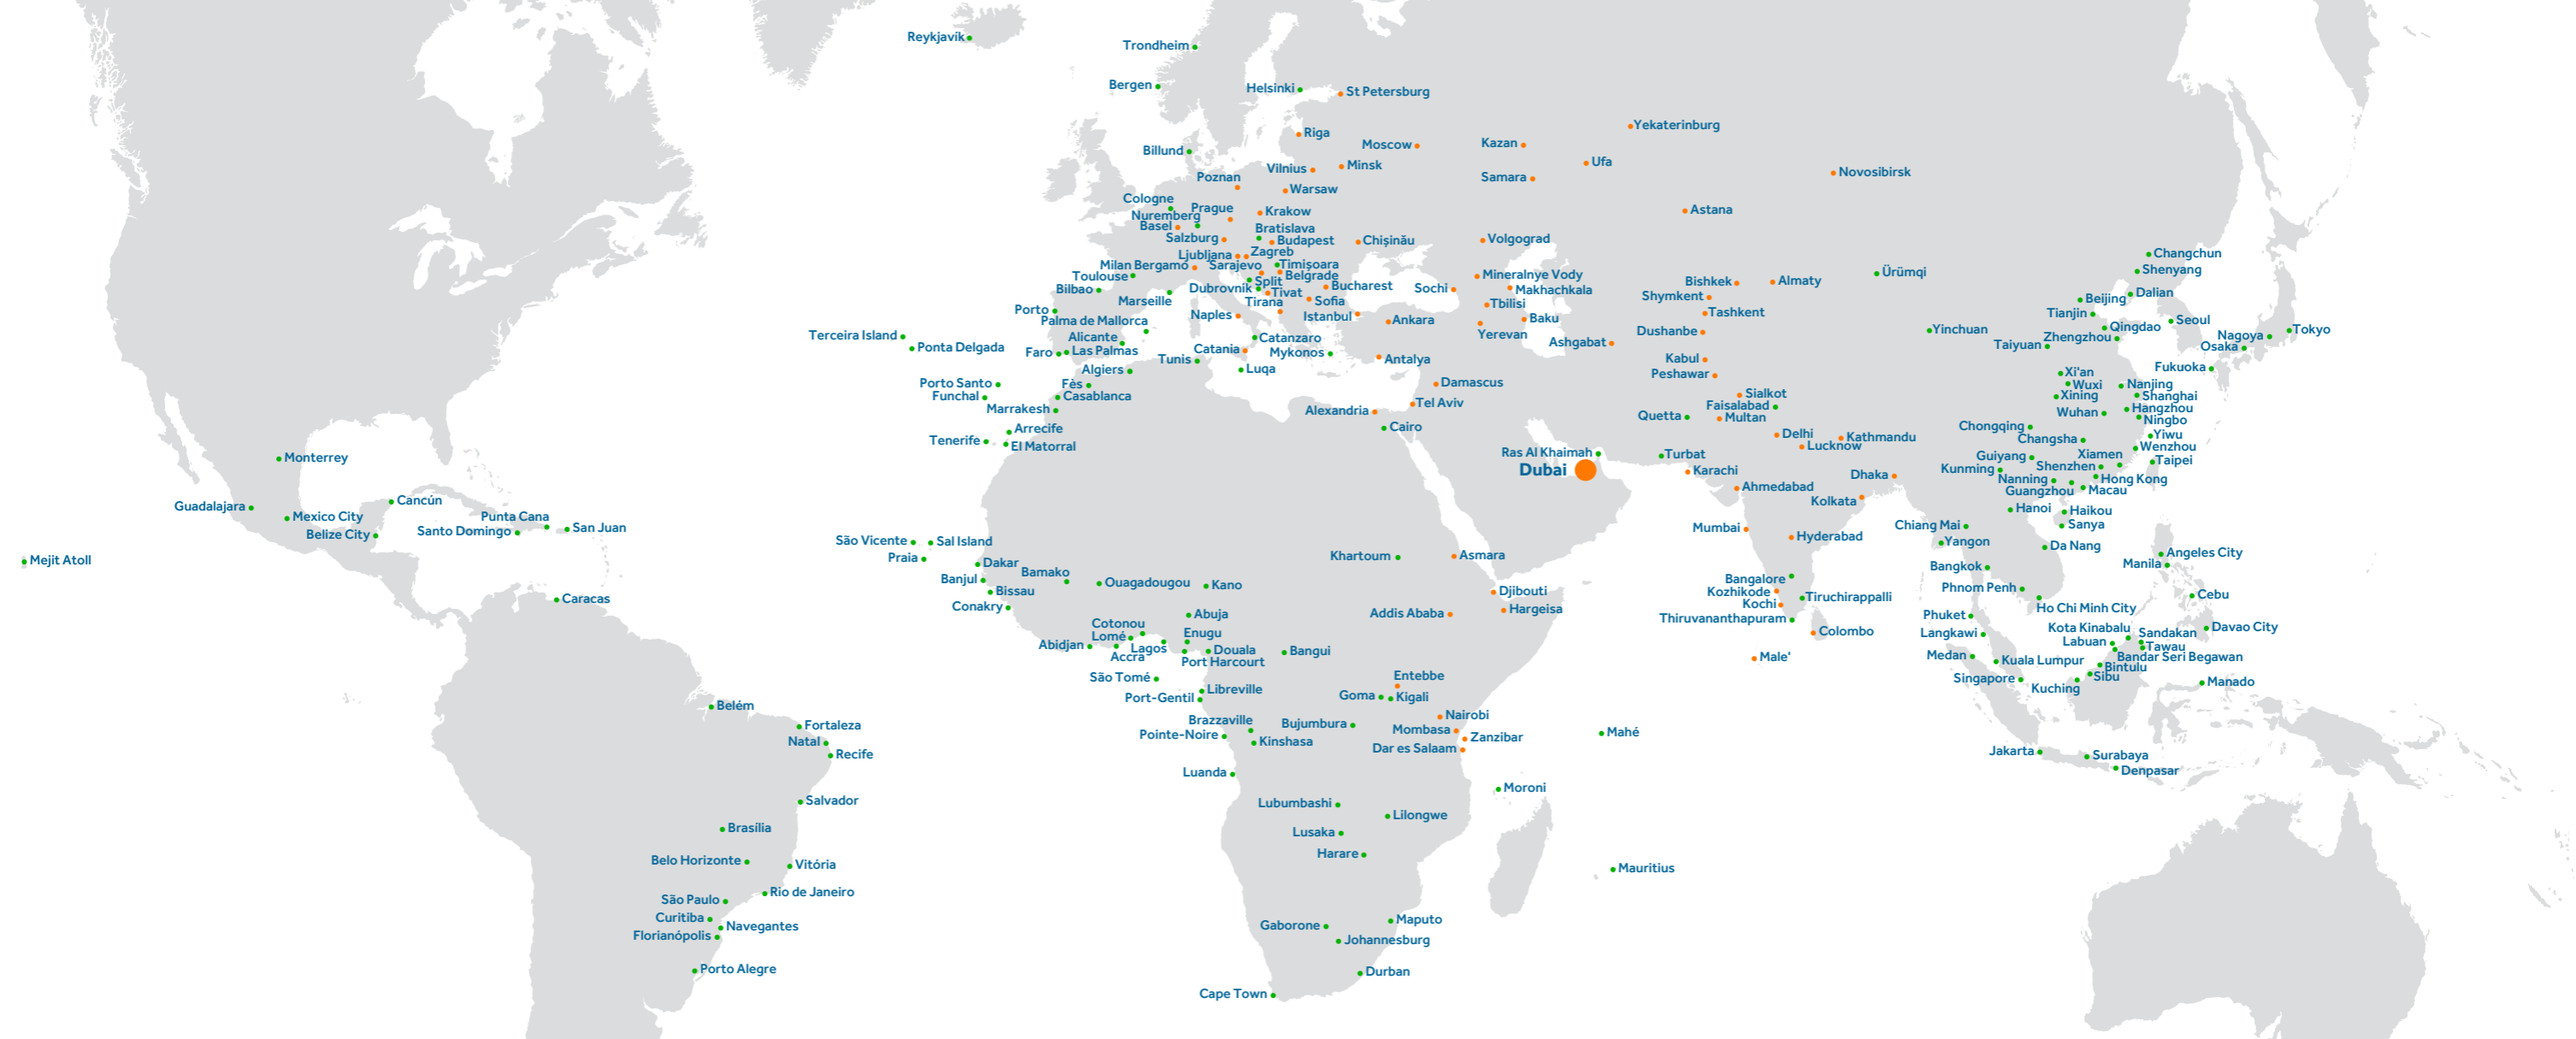 Reykjavík
Trondheim
Bergen
Helsinki
St Petersburg
Riga
Yekaterinburg
Moscow
Kazan
Billund
Ufa
Vilnius
Minsk
Samara
Novosibirsk
Poznan
Warsaw
Cologne
Prague
Krakow
Astana
Nuremberg
Basel
Bratislava
Salzburg
Budapest
Chișinău
Volgograd
Ljubljana
Zagreb
Changchun
Milan Bergamo
Sarajevo
Timișoara
Shenyang
Toulouse
Belgrade
Mineralnye Vody
Ürümqi
Bishkek
Almaty
Split
Bilbao
Dubrovnik
Tivat
Bucharest
Sochi
Makhachkala
Dalian
Shymkent
Beijing
Marseille
Tirana
Sofia
Tbilisi
Porto
Naples
Istanbul
Ankara
Baku
Tashkent
Tianjin
Palma de Mallorca
Seoul
Qingdao
Tokyo
Yinchuan
Dushanbe
Terceira Island
Yerevan
Nagoya
Alicante
Catanzaro
Zhengzhou
Ponta Delgada
Ashgabat
Taiyuan
Osaka
Faro
Las Palmas
Catania
Mykonos
Tunis
Antalya
Kabul
Algiers
Luqa
Fukuoka
Peshawar
Xi'an
Porto Santo
Fès
Damascus
Wuxi
Nanjing
Funchal
Casablanca
Sialkot
Xining
Shanghai
Marrakesh
Tel Aviv
Faisalabad
Hangzhou
Alexandria
Quetta
Multan
Wuhan
Ningbo
Arrecife
Cairo
Chongqing
Delhi
Yiwu
Tenerife
Kathmandu
Changsha
El Matorral
Lucknow
Wenzhou
Ras Al Khaimah
Turbat
Xiamen
Monterrey
Guiyang
Taipei
Dubai
Karachi
Kunming
Shenzhen
Dhaka
Nanning
Hong Kong
Ahmedabad
Guangzhou
Macau
Cancún
Kolkata
Guadalajara
Hanoi
Haikou
Mexico City
Punta Cana
San Juan
Mumbai
Chiang Mai
Sanya
Belize City
Santo Domingo
Hyderabad
São Vicente
Sal Island
Yangon
Da Nang
Mejit Atoll
Praia
Khartoum
Asmara
Angeles City
Dakar
Manila
Bamako
Bangkok
Banjul
Ouagadougou
Kano
Bangalore
Phnom Penh
Bissau
Djibouti
Kozhikode
Cebu
Caracas
Conakry
Tiruchirappalli
Kochi
Ho Chi Minh City
Abuja
Addis Ababa
Hargeisa
Thiruvananthapuram
Phuket
Cotonou
Kota Kinabalu
Davao City
Lomé
Enugu
Colombo
Langkawi
Sandakan
Abidjan
Lagos
Labuan
Tawau
Accra
Douala
Bangui
Male'
Medan
Kuala Lumpur
Bandar Seri Begawan
Port Harcourt
Bintulu
São Tomé
Entebbe
Singapore
Sibu
Libreville
Kuching
Manado
Port-Gentil
Goma
Kigali
Belém
Nairobi
Brazzaville
Bujumbura
Fortaleza
Mombasa
Mahé
Pointe-Noire
Zanzibar
Natal
Kinshasa
Dar es Salaam
Recife
Jakarta
Surabaya
Luanda
Denpasar
Moroni
Salvador
Lubumbashi
Lilongwe
Brasília
Lusaka
Harare
Belo Horizonte
Vitória
Mauritius
Rio de Janeiro
São Paulo
Curitiba
Maputo
Navegantes
Gaborone
Florianópolis
Johannesburg
Porto Alegre
Durban
Cape Town